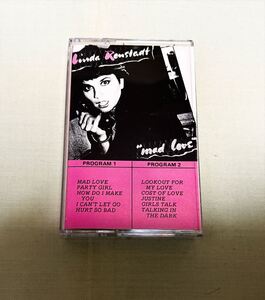 Linda Ronstadt
"mad love
PROGRAM 1
MAD LOVE
PARTY GIRL
HOW DO I MAKE
YOU
I CAN'T LET GO
HURT SO BAD
PROGRAM 2
LOOKOUT FOR
MY LOVE
COST OF LOVE
JUSTINE
GIRLS TALK
TALKING IN
THE DARK